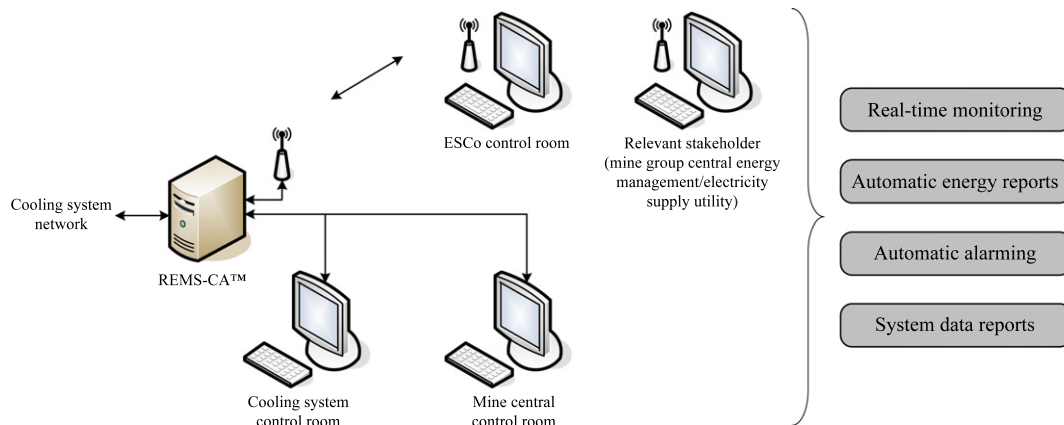 ESCo control room
Relevant stakeholder
(mine group central energy
management/electricity
supply utility)
Cooling system
network
REMS-CA™
Cooling system
control room
Mine central
control room
Real-time monitoring
Automatic energy reports
Automatic alarming
System data reports